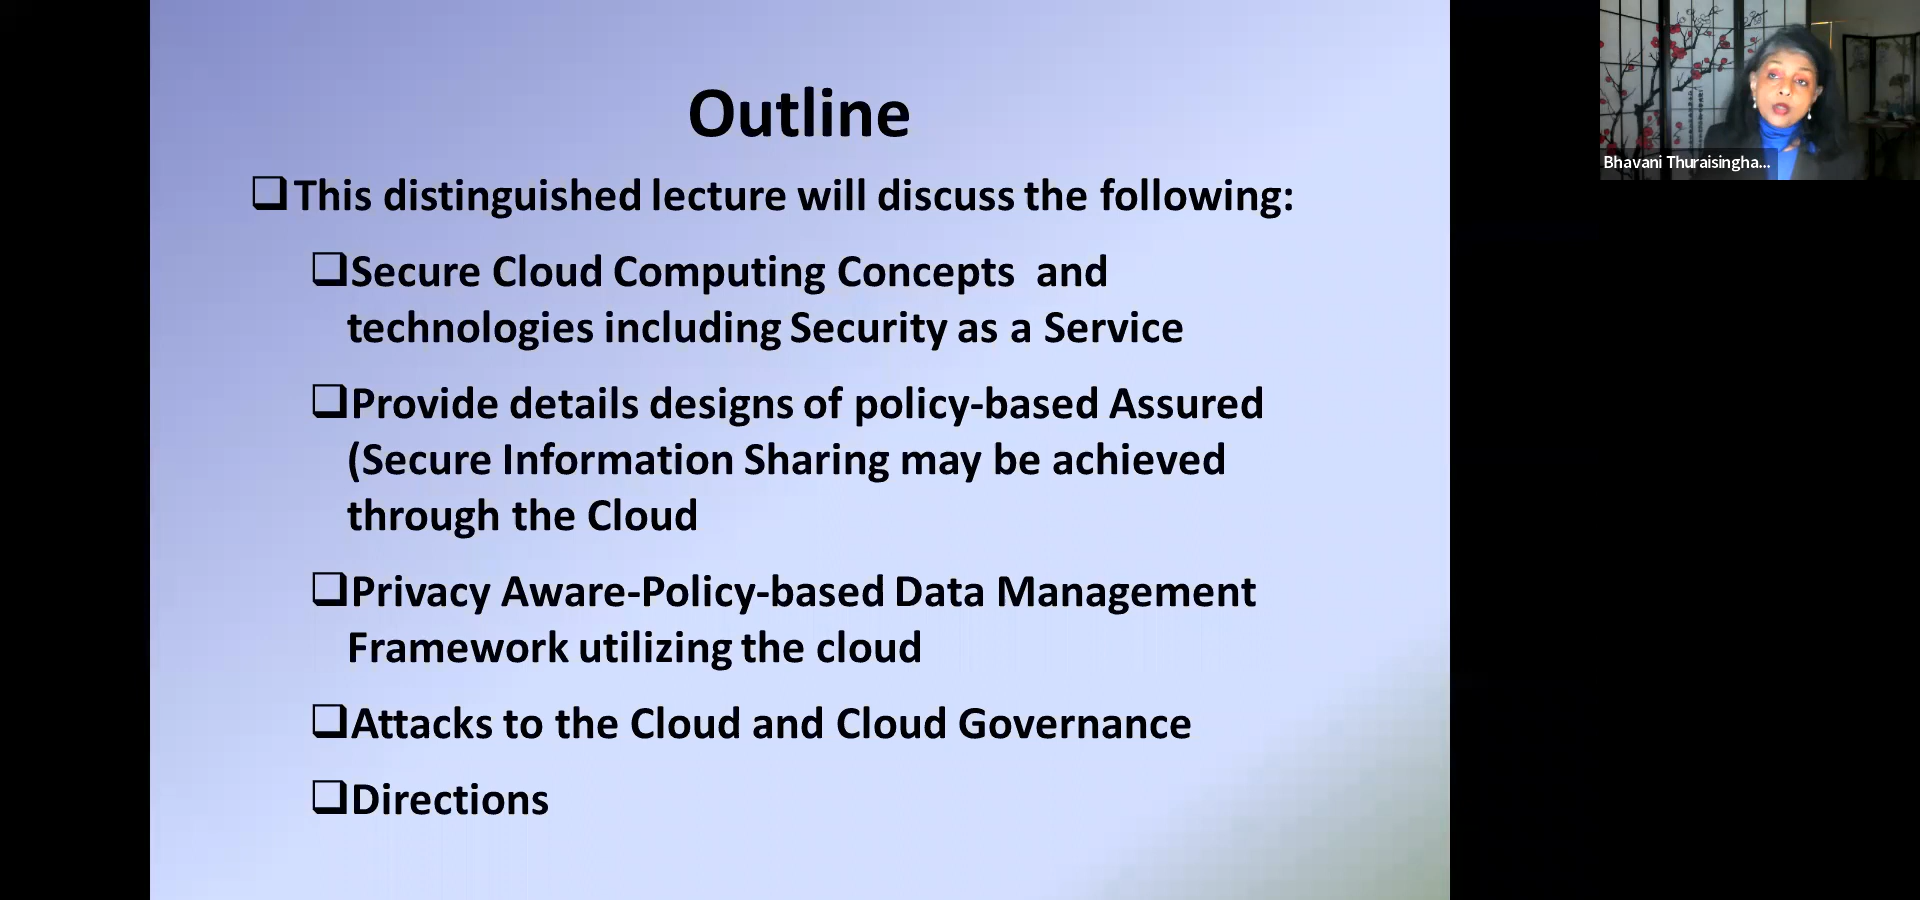 Outline
❑This distinguished lecture will discuss the following:
❑Secure Cloud Computing Concepts  and
technologies including Security as a Service
❑Provide details designs of policy-based Assured
(Secure Information Sharing may be achieved
through the Cloud
❑Privacy Aware-Policy-based Data Management
Framework utilizing the cloud
❑Attacks to the Cloud and Cloud Governance
❑Directions
Bhavani Thuraisingha...